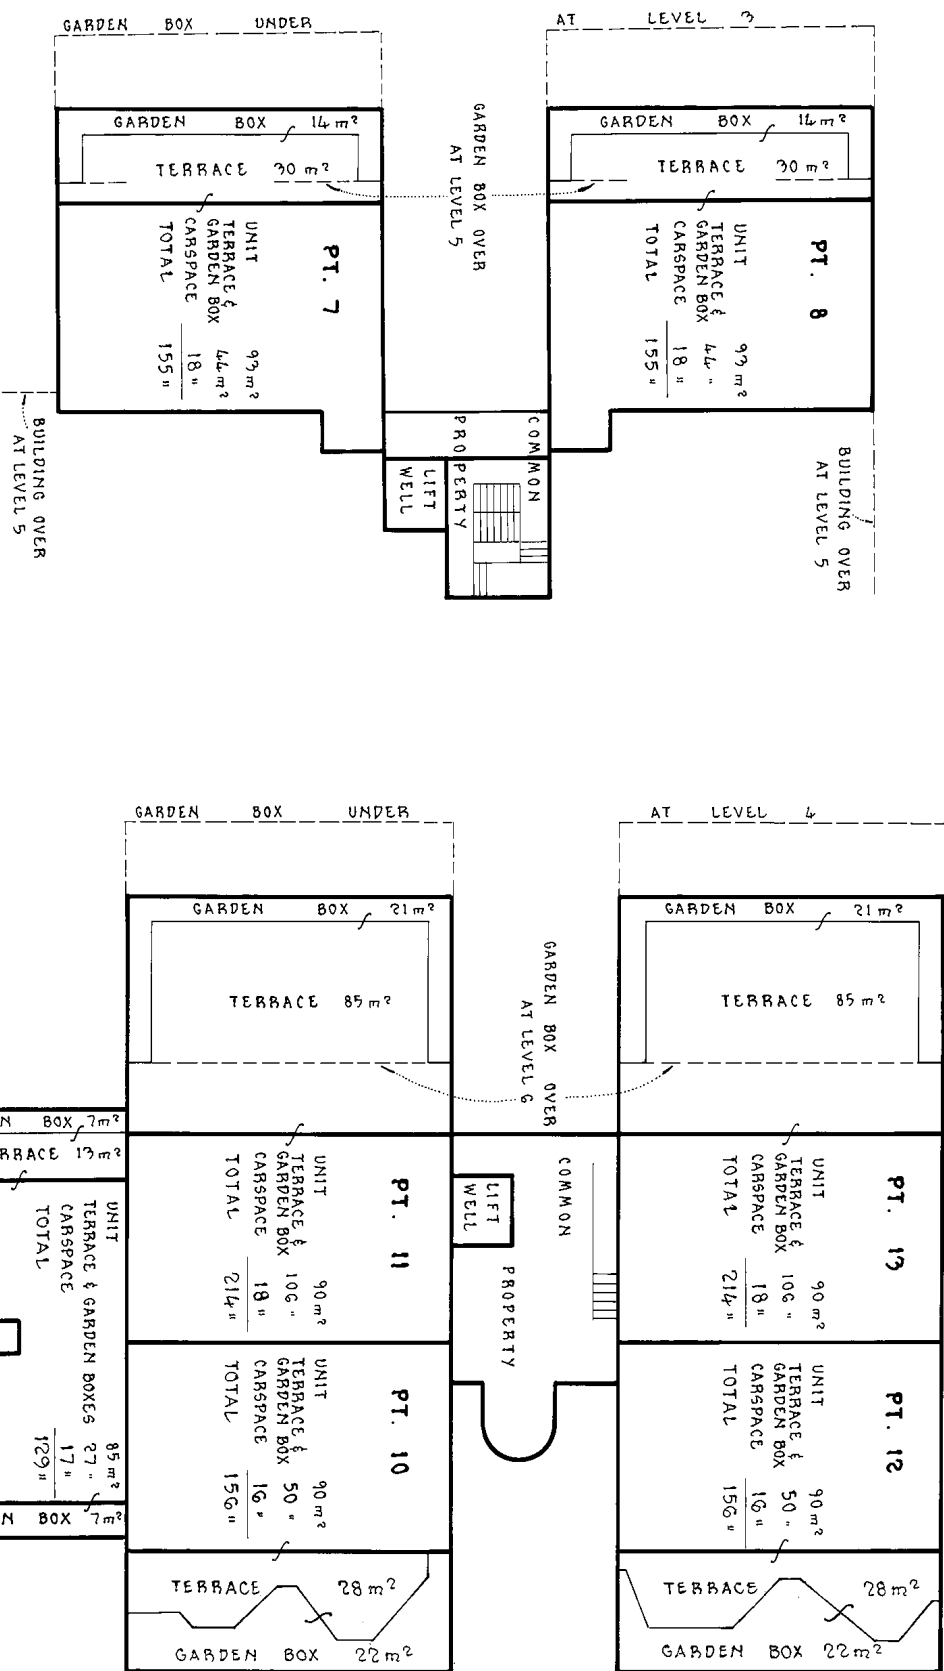 GARDEN BOX UNDER
AT LEVEL 3
GARDEN BOX 14 m²
TERRACE 30 m²
GARDEN BOX OVER
AT LEVEL 5
GARDEN BOX 14 m²
TERRACE 30 m²
PT. 7
UNIT 93 m²
TERRACE &
GARDEN BOX 44 m²
CARSPACE 18 "
TOTAL 155 "
PT. 8
UNIT 93 m²
TERRACE &
GARDEN BOX 44 "
CARSPACE 18 "
TOTAL 155 "
COMMON
PROPERTY
LIFT
WELL
BUILDING OVER
AT LEVEL 5
BUILDING OVER
AT LEVEL 5
GARDEN BOX UNDER
AT LEVEL 4
GARDEN BOX 21 m²
TERRACE 85 m²
GARDEN BOX OVER
AT LEVEL 6
GARDEN BOX 21 m²
TERRACE 85 m²
N BOX 7 m²
RRACE 13 m²
UNIT 85 m²
TERRACE & GARDEN BOXES 27 "
CARSPACE 17 "
TOTAL 129 "
N BOX 7 m²
PT. 11
UNIT 90 m²
TERRACE &
GARDEN BOX 106 "
CARSPACE 18 "
TOTAL 214 "
LIFT
WELL
COMMON
PROPERTY
PT. 13
UNIT 90 m²
TERRACE &
GARDEN BOX 106 "
CARSPACE 18 "
TOTAL 214 "
PT. 10
UNIT 90 m²
TERRACE &
GARDEN BOX 50 "
CARSPACE 16 "
TOTAL 156 "
PT. 12
UNIT 90 m²
TERRACE &
GARDEN BOX 50 "
CARSPACE 16 "
TOTAL 156 "
TERRACE 28 m²
GARDEN BOX 22 m²
TERRACE 28 m²
GARDEN BOX 22 m²